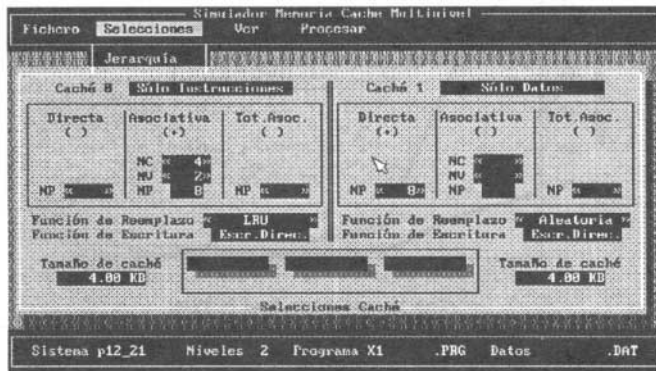 Simulador Memoria Cache Multinivel
Fichero Selecciones Ver Procesar
Jerarquía
Caché 0 Sólo Instrucciones Caché 1 Sólo Datos
Directa Asociativa Tot.Asoc. Directa Asociativa Tot.Asoc.
( ) (•) ( ) (•) ( ) ( )
NC « 4» NC « »
NV « 2» NV « »
NP « » NP 8 NP « » NP « 8» NP NP « »
Función de Reemplazo « LRU » Función de Reemplazo « Aleatoria »
Función de Escritura Escr.Direc. Función de Escritura Escr.Direc.
Tamaño de caché Tamaño de caché
4.00 KB 4.00 KB
Selecciones Caché
Sistema p12_21 Niveles 2 Programa X1 .PRG Datos .DAT